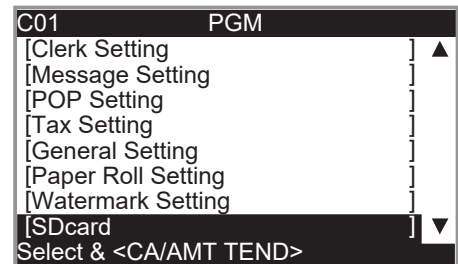 C01 PGM
[Clerk Setting ] ▲
[Message Setting ]
[POP Setting ]
[Tax Setting ]
[General Setting ]
[Paper Roll Setting ]
[Watermark Setting ]
[SDcard ] ▼
Select & <CA/AMT TEND>